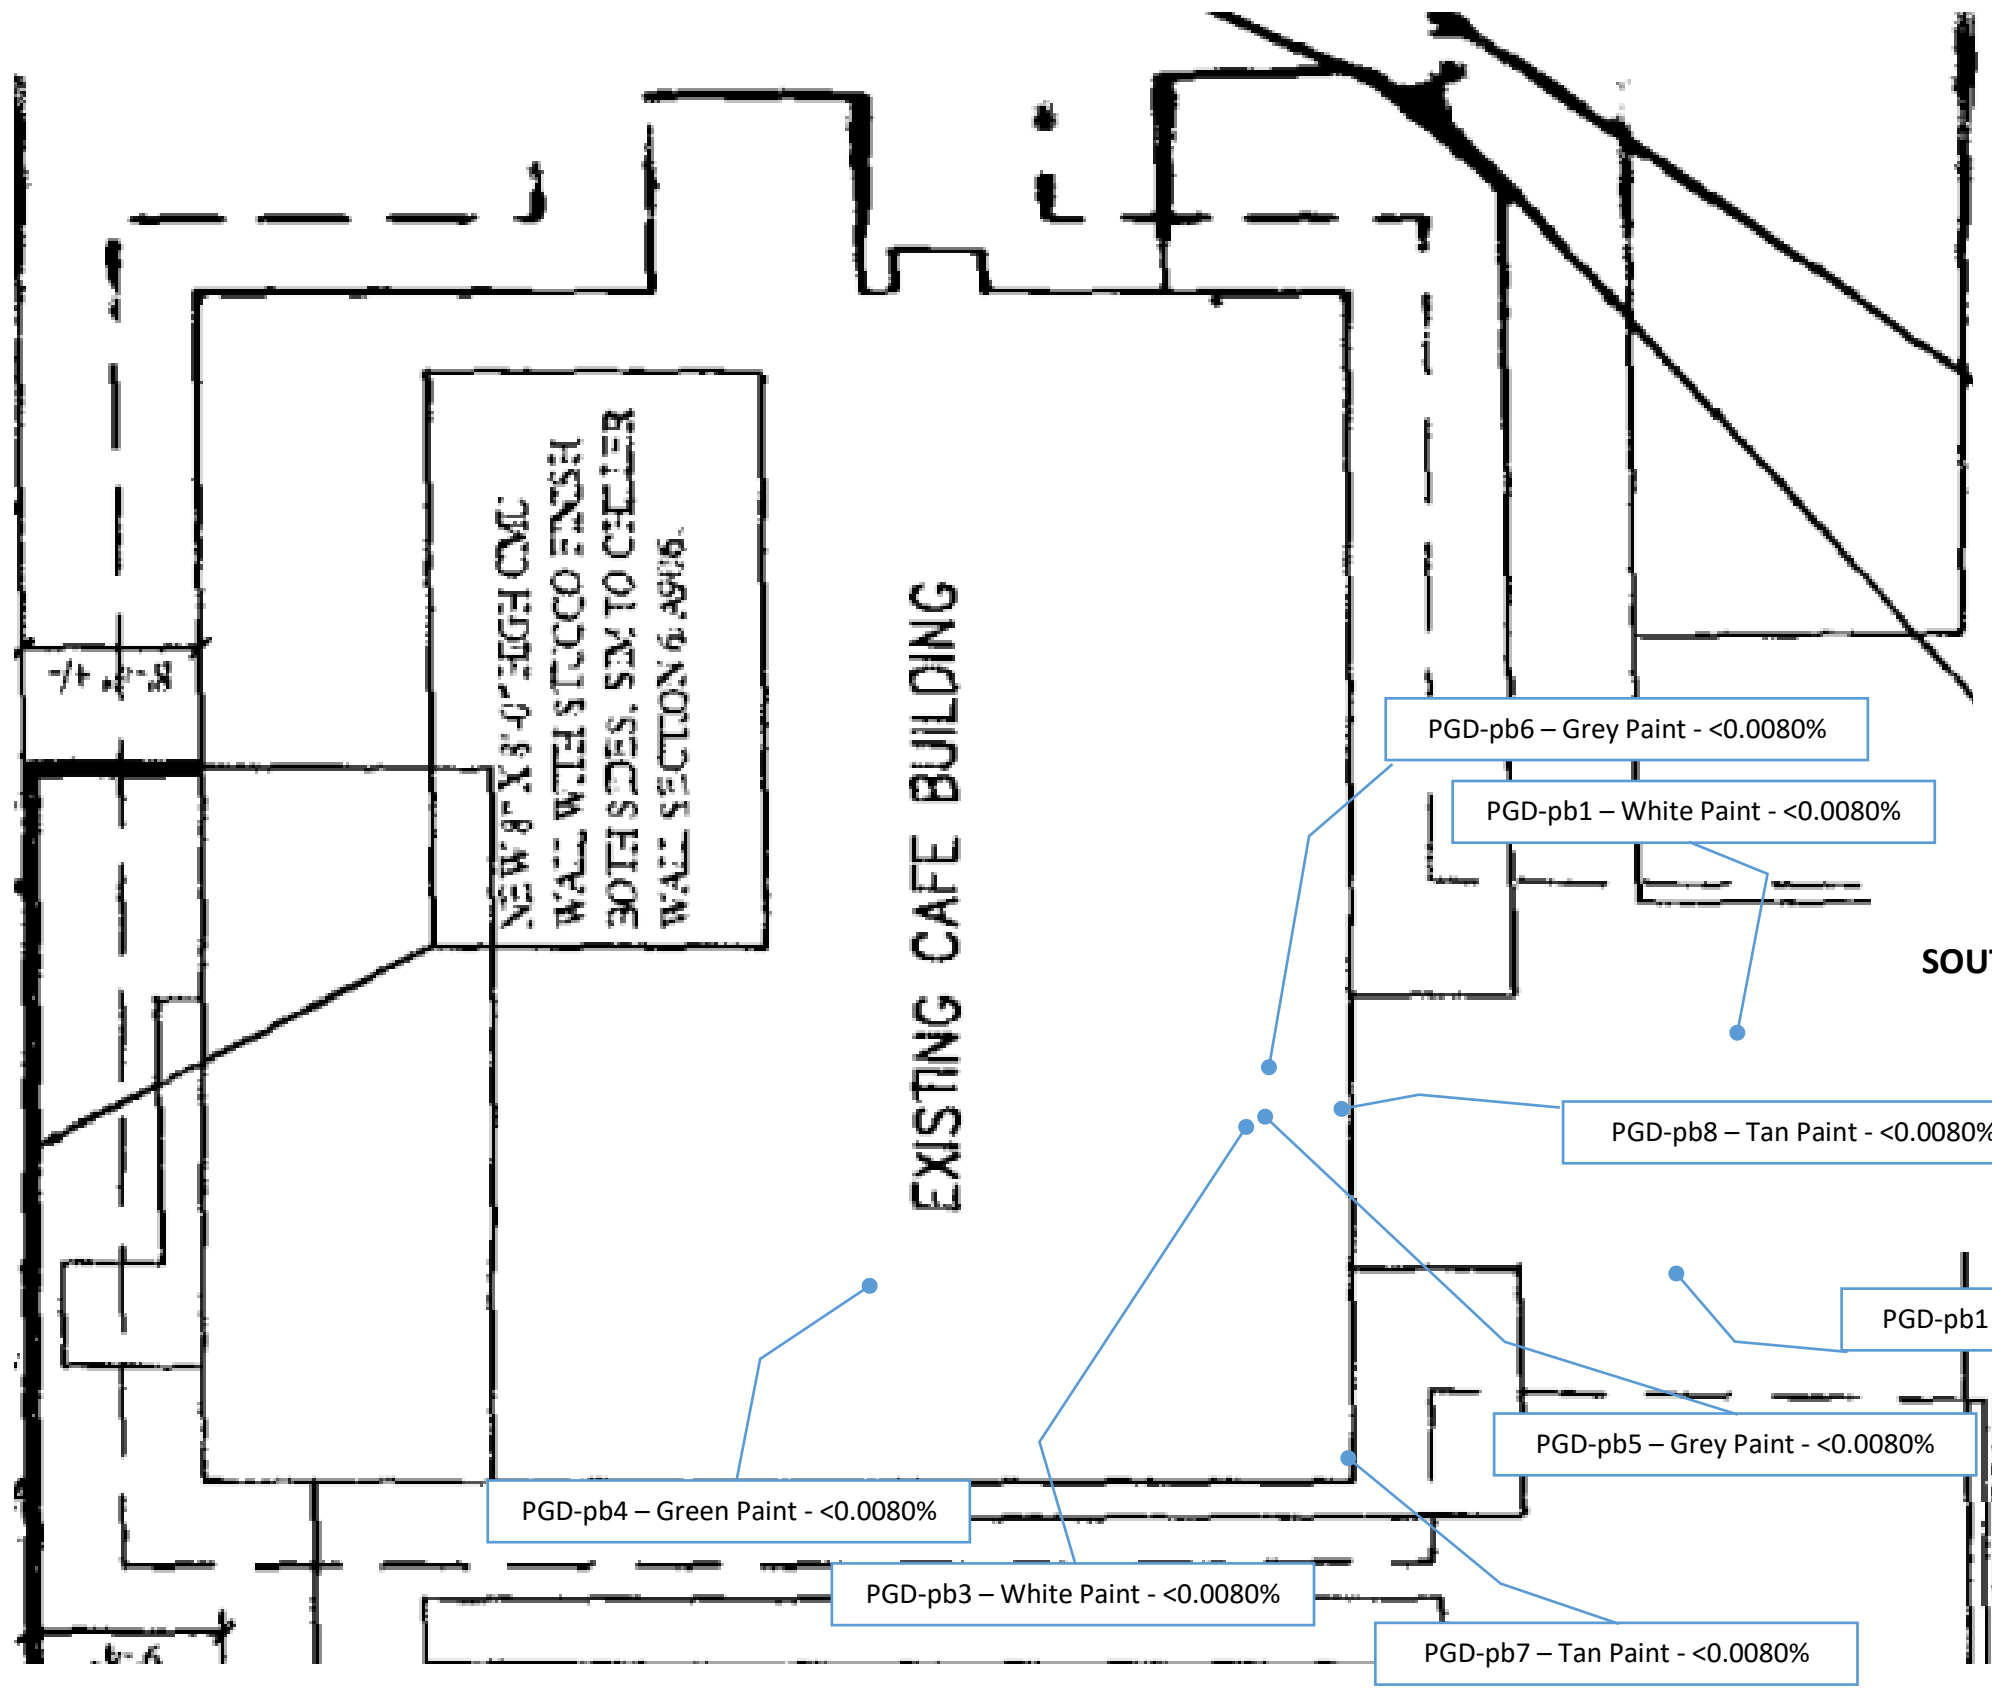 NEW 8" X 8'-0" HIGH CMU
WALL WITH STUCCO FINISH
BOTH SIDES. SIM. TO CHILLER
WALL SECTION 6/A906.
EXISTING CAFE BUILDING
PGD-pb6 – Grey Paint - <0.0080%
PGD-pb1 – White Paint - <0.0080%
SOUT
PGD-pb8 – Tan Paint - <0.0080%
PGD-pb1
PGD-pb5 – Grey Paint - <0.0080%
PGD-pb4 – Green Paint - <0.0080%
PGD-pb3 – White Paint - <0.0080%
PGD-pb7 – Tan Paint - <0.0080%